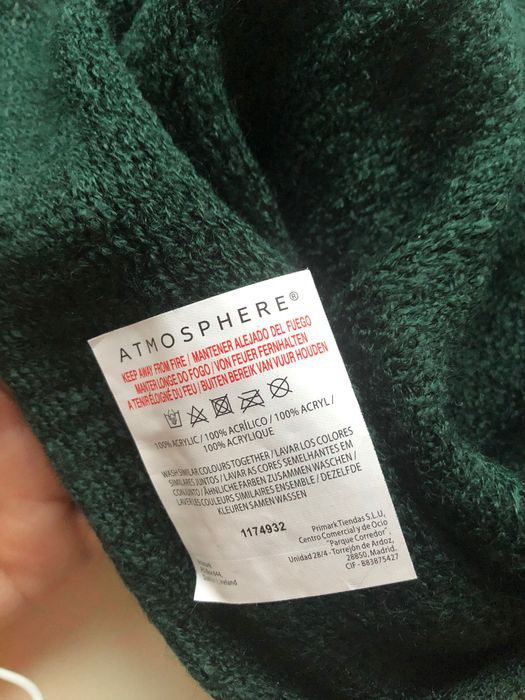 ATMOSPHERE®
KEEP AWAY FROM FIRE / MANTENER ALEJADO DEL FUEGO
MANTER LONGE DO FOGO / VON FEUER FERNHALTEN
A TENIR ÉLOIGNÉ DU FEU / BUITEN BEREIK VAN VUUR HOUDEN
100% ACRYLIC / 100% ACRÍLICO / 100% ACRYL /
100% ACRYLIQUE
WASH SIMILAR COLOURS TOGETHER / LAVAR LOS COLORES
SIMILARES JUNTOS / LAVAR AS CORES SEMELHANTES EM
CONJUNTO / ÄHNLICHE FARBEN ZUSAMMEN WASCHEN /
LAVER LES COULEURS SIMILAIRES ENSEMBLE / DEZELFDE
KLEUREN SAMEN WASSEN
1174932
Primark Tiendas S.L.U,
Centro Comercial y de Ocio
"Parque Corredor",
Unidad 28/4 - Torrejón de Ardoz,
28850, Madrid.
CIF - B83875427
Ireland